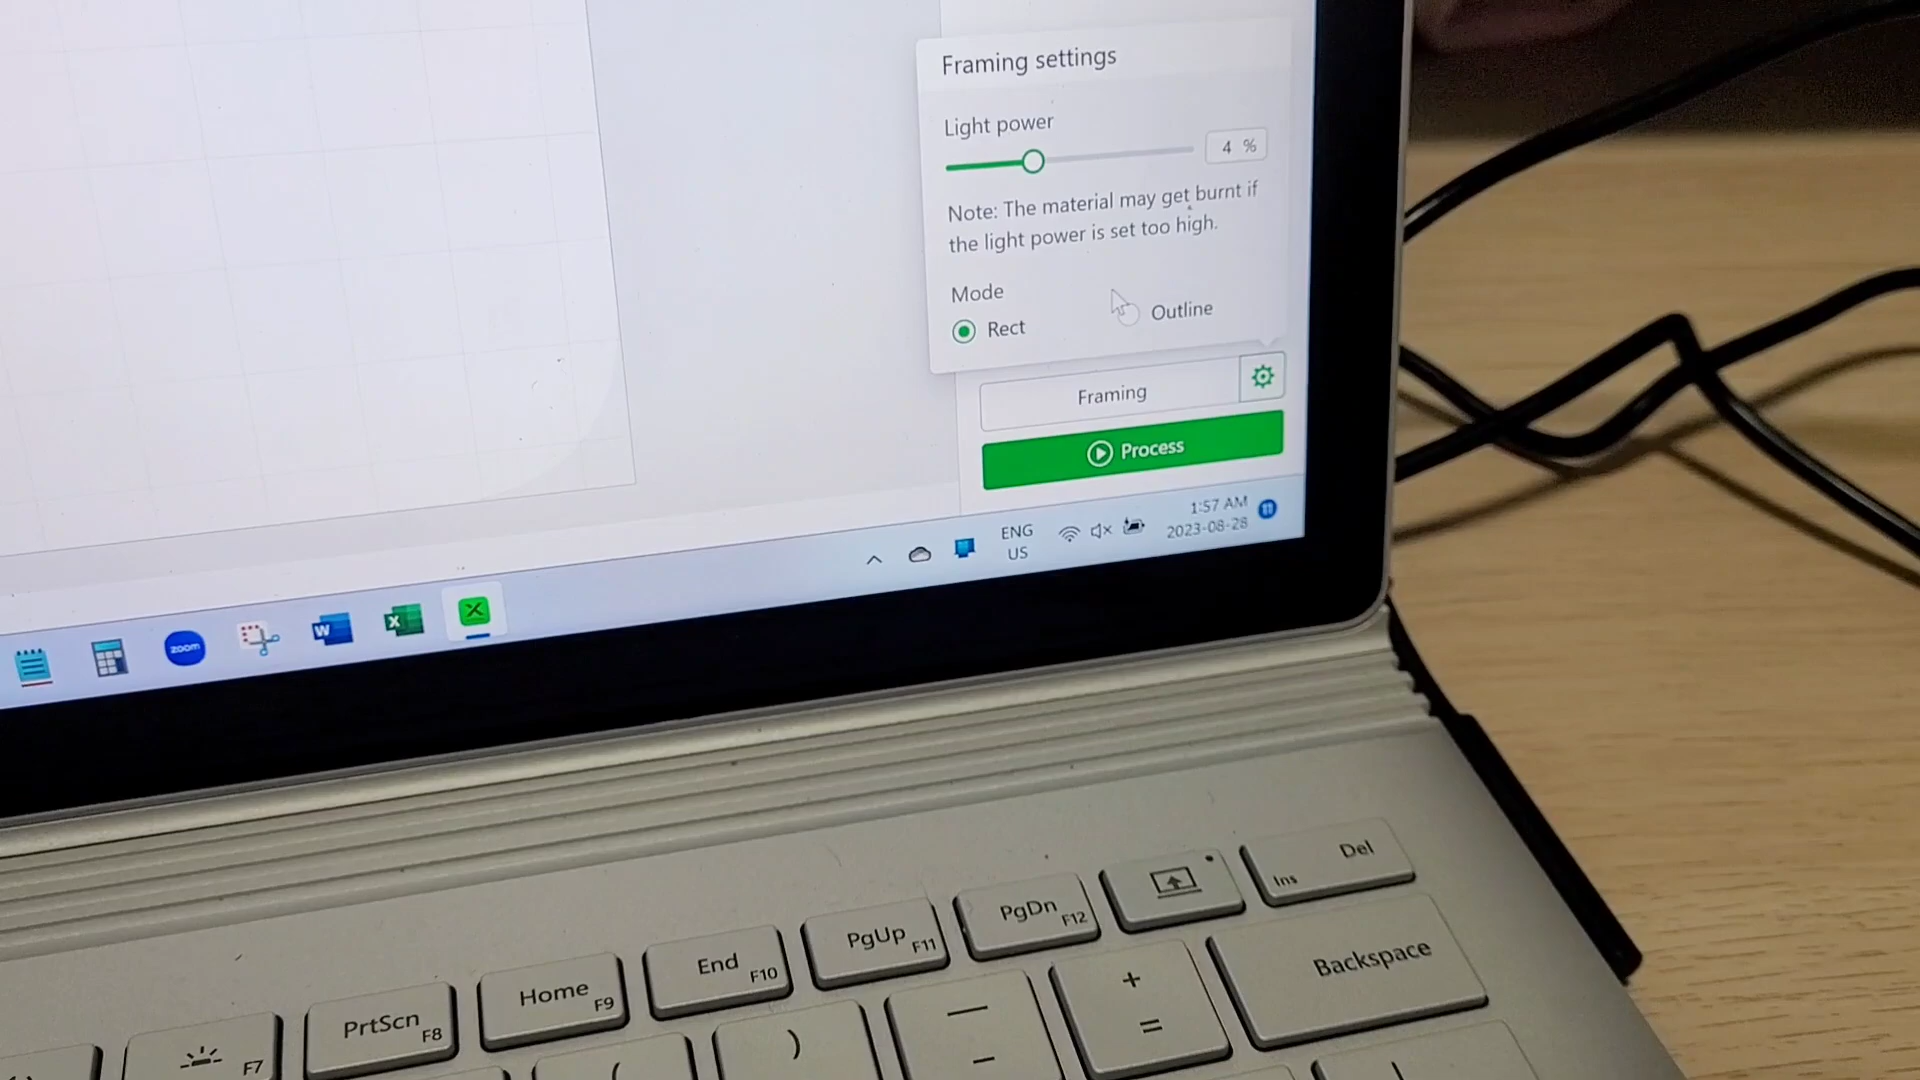 Framing settings
Light power
4 %
Note: The material may get burnt if
the light power is set too high.
Mode
Rect
Outline
Framing
Process
ENG
US
1:57 AM
2023-08-28
11
zoom
W
X
X
Del
Ins
PgDn F12
PgUp F11
End F10
Home F9
PrtScn F8
F7
Backspace
+
=
—
–
)
(